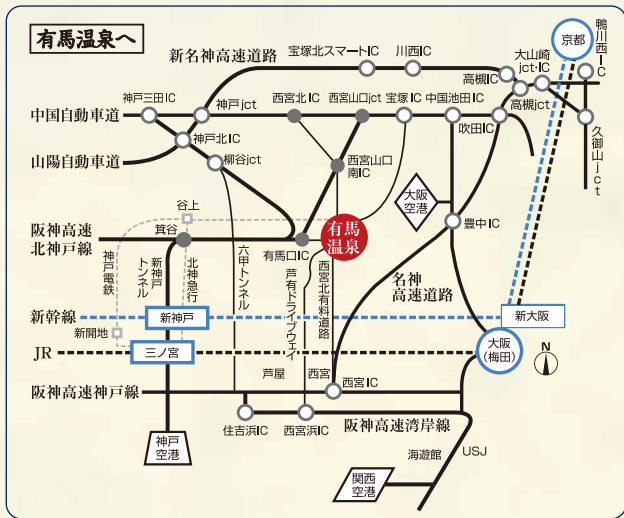 有馬温泉へ
京都
鴨川西IC
新名神高速道路
宝塚北スマートIC
川西IC
高槻IC
大山崎
jct・IC
高槻jct
久御山jct
中国自動車道
神戸三田IC
神戸jct
西宮北IC
西宮山口jct
宝塚IC
中国池田IC
吹田IC
山陽自動車道
神戸北IC
柳谷jct
西宮山口
南IC
大阪
空港
豊中IC
谷上
箕谷
阪神高速
北神戸線
有馬口IC
有馬
温泉
神戸電鉄
新神戸
トンネル
北神急行
六甲トンネル
芦有ドライブウェイ
西宮北有料道路
名神
高速道路
新幹線
新神戸
新大阪
新開地
JR
三ノ宮
大阪
(梅田)
N
阪神高速神戸線
芦屋
西宮
西宮IC
住吉浜IC
西宮浜IC
阪神高速湾岸線
神戸
空港
海遊館
USJ
関西
空港